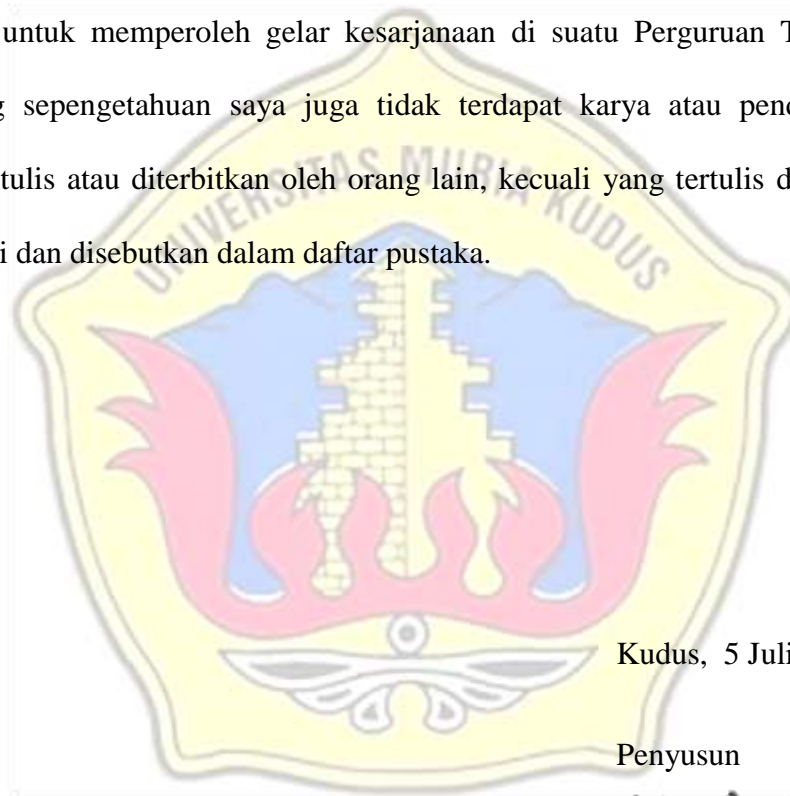 untuk memperoleh gelar kesarjanaan di suatu Perguruan T
sepengetahuan saya juga tidak terdapat karya atau pend
tulis atau diterbitkan oleh orang lain, kecuali yang tertulis d
i dan disebutkan dalam daftar pustaka.
UNIVERSITAS MURIA KUDUS
Kudus, 5 Juli
Penyusun